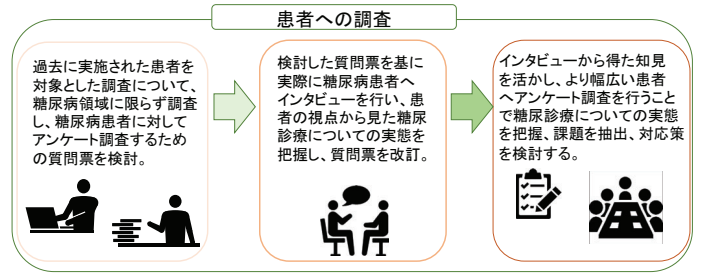 患者への調査
過去に実施された患者を
対象とした調査について、
糖尿病領域に限らず調査
し、糖尿病患者に対して
アンケート調査するため
の質問票を検討。
検討した質問票を基に
実際に糖尿病患者へ
インタビューを行い、患
者の視点から見た糖尿
診療についての実態を
把握し、質問票を改訂。
インタビューから得た知見
を活かし、より幅広い患者
へアンケート調査を行うこと
で糖尿診療についての実態
を把握、課題を抽出、対応策
を検討する。